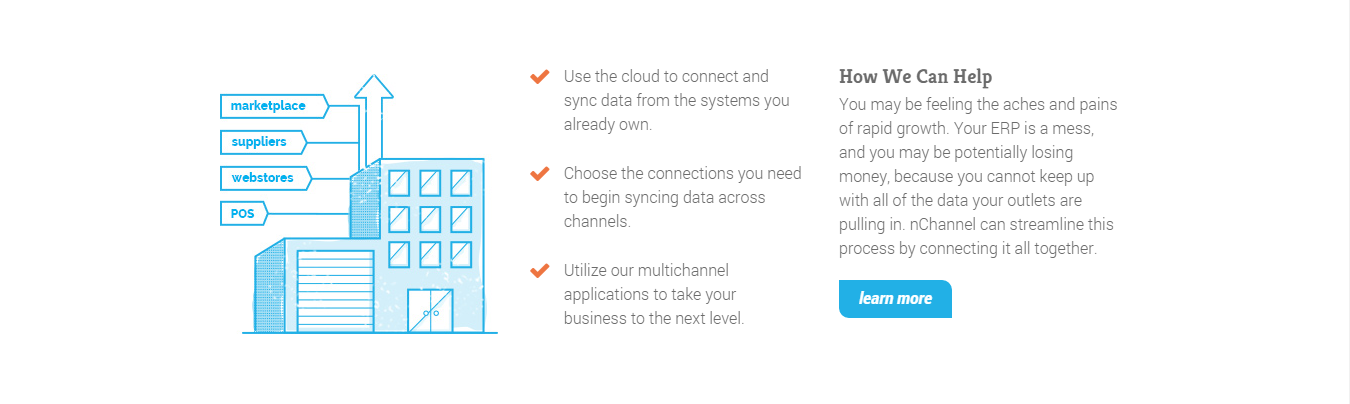 marketplace
suppliers
webstores
POS
Use the cloud to connect and
sync data from the systems you
already own.
Choose the connections you need
to begin syncing data across
channels.
Utilize our multichannel
applications to take your
business to the next level.
How We Can Help
You may be feeling the aches and pains
of rapid growth. Your ERP is a mess,
and you may be potentially losing
money, because you cannot keep up
with all of the data your outlets are
pulling in. nChannel can streamline this
process by connecting it all together.
learn more